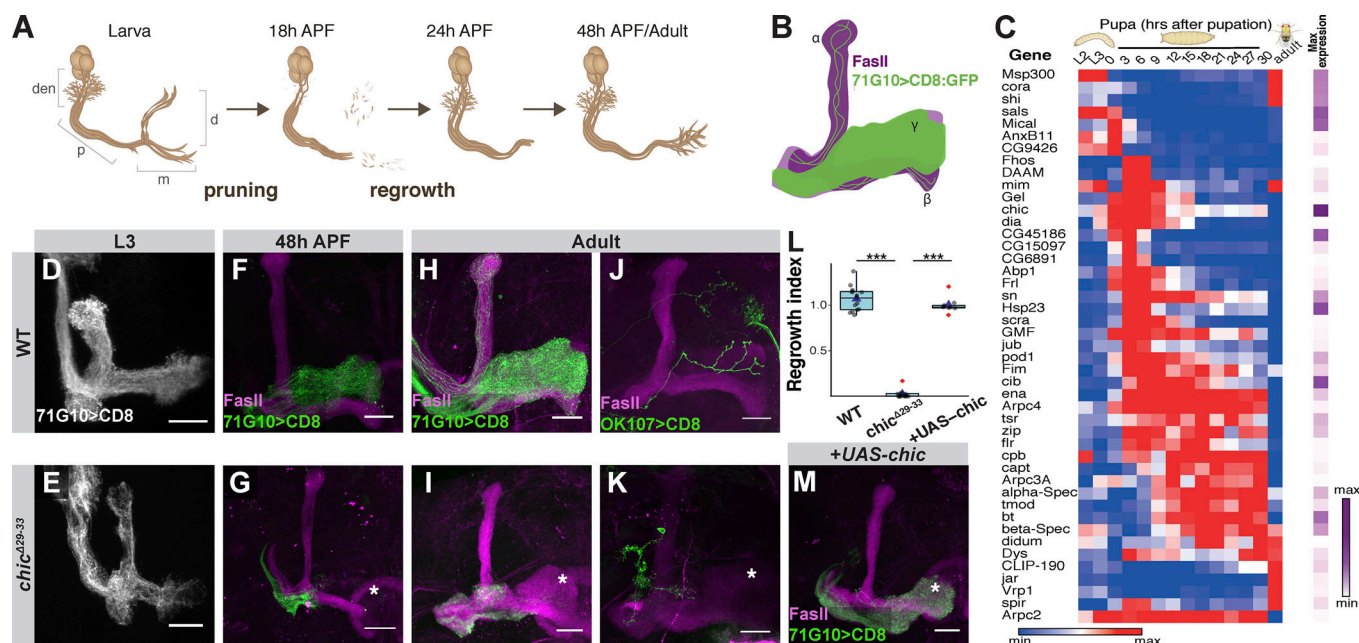 A
Larva
18h APF
24h APF
48h APF/Adult
den
p
m
d
pruning
regrowth
B
α
FasII
71G10>CD8:GFP
γ
β
C
Pupa (hrs after pupation)
Gene
L2 L3 0 3 6 9 12 15 18 21 24 27 30 adult
Max expression
Msp300
cora
shi
sals
Mical
AnxB11
CG9426
Fhos
DAAM
mim
Gel
chic
dia
CG45186
CG15097
CG6891
Abp1
Frl
sn
Hsp23
scra
GMF
jub
pod1
Fim
cib
ena
Arpc4
tsr
zip
flr
cpb
capt
Arpc3A
alpha-Spec
tmod
bt
beta-Spec
didum
Dys
CLIP-190
jar
Vrp1
spir
Arpc2
min
max
max
min
L3
48h APF
Adult
WT
D
71G10>CD8
F
FasII
71G10>CD8
H
FasII
71G10>CD8
J
FasII
OK107>CD8
L
Regrowth index
***
***
1.0
0.5
WT
chicΔ29-33
+UAS-chic
chicΔ29-33
E
G
*
I
*
K
*
+UAS-chic
M
*
FasII
71G10>CD8